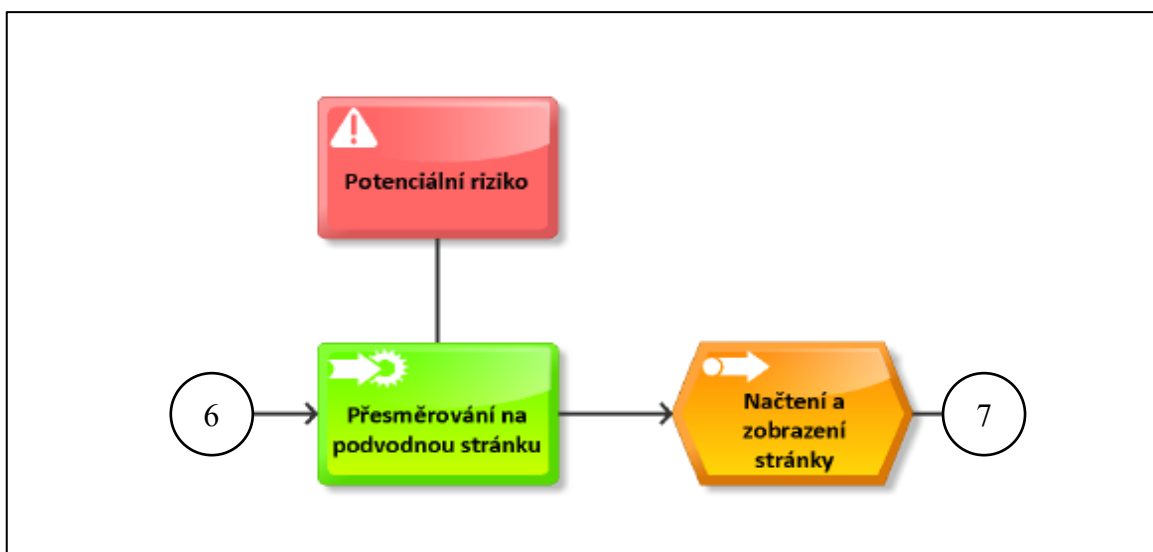 Potenciální riziko
6
Přesměrování na
podvodnou stránku
Načtení a
zobrazení
stránky
7